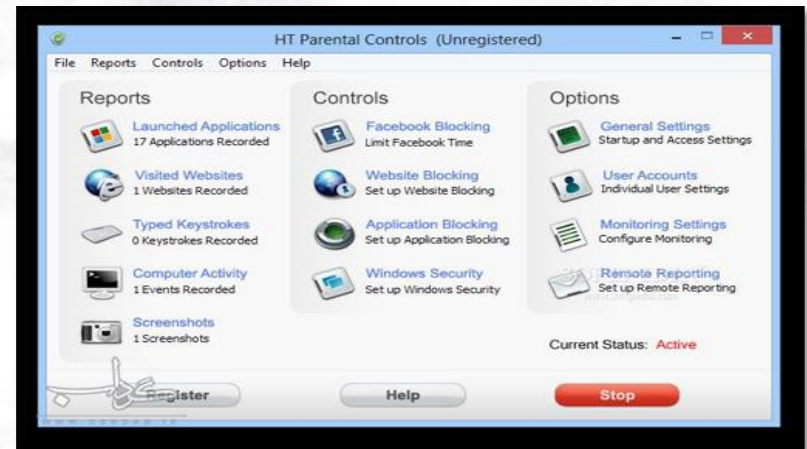 HT Parental Controls (Unregistered)
File Reports Controls Options Help
Reports
Launched Applications
17 Applications Recorded
Visited Websites
1 Websites Recorded
Typed Keystrokes
0 Keystrokes Recorded
Computer Activity
1 Events Recorded
Screenshots
1 Screenshots
Controls
Facebook Blocking
Limit Facebook Time
Website Blocking
Set up Website Blocking
Application Blocking
Set up Application Blocking
Windows Security
Set up Windows Security
Options
General Settings
Startup and Access Settings
User Accounts
Individual User Settings
Monitoring Settings
Configure Monitoring
Remote Reporting
Set up Remote Reporting
Current Status: Active
Register
Help
Stop